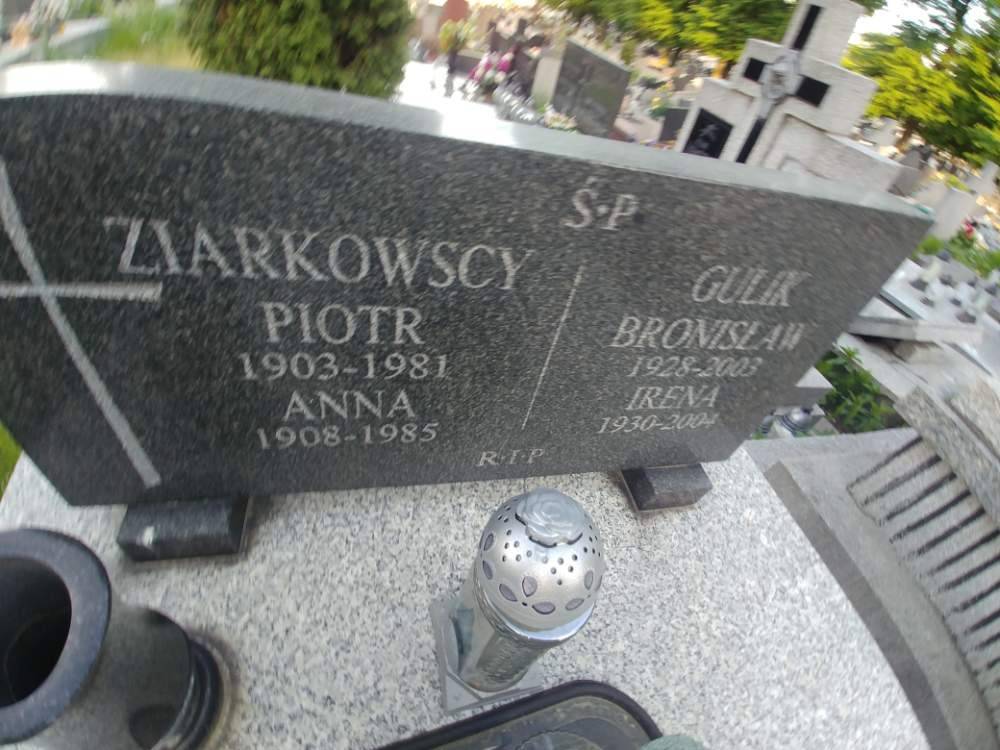 Ś·P
ZIARKOWSCY
PIOTR
1903-1981
ANNA
1908-1985
GULIK
BRONISŁAW
1928-2003
IRENA
1930-2004
R·I·P